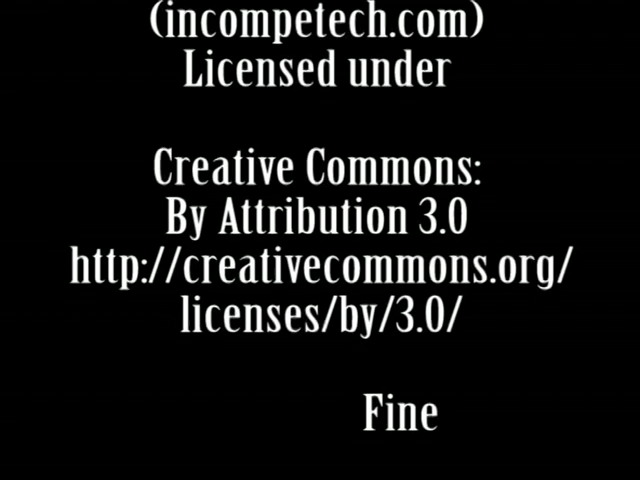 (incompetech.com)
Licensed under
Creative Commons:
By Attribution 3.0
http://creativecommons.org/
licenses/by/3.0/
Fine